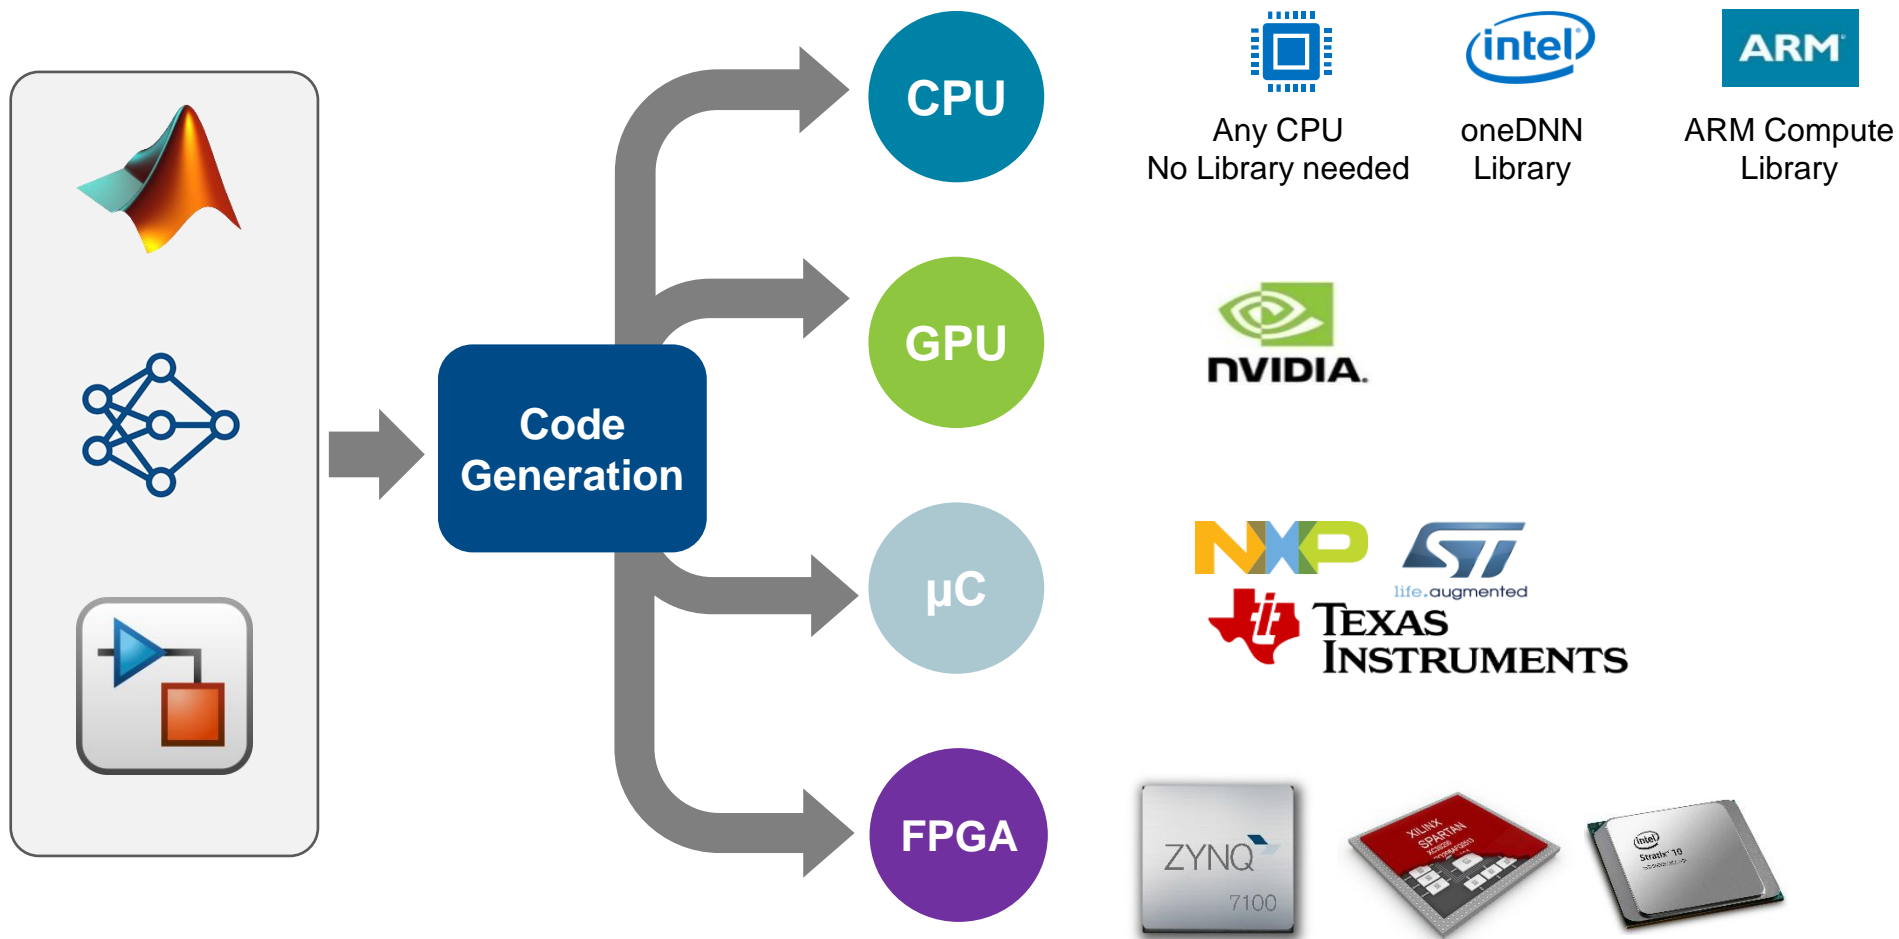 CPU
intel
ARM
Any CPU
No Library needed
oneDNN
Library
ARM Compute
Library
GPU
NVIDIA.
Code
Generation
µC
NXP
ST
life.augmented
ti
TEXAS
INSTRUMENTS
FPGA
ZYNQ
7100
XILINX
SPARTAN
intel
Stratix® 10